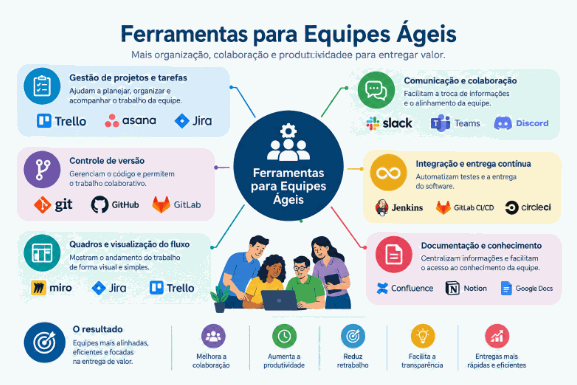 Ferramentas para Equipes Ágeis
Mais organização, colaboração e produtividadee para entregar valor.
Gestão de projetos e tarefas
Ajudam a planejar, organizar e
acompanhar o trabalho da equipe.
Trello asana Jira
Comunicação e colaboração
Facilitam a troca de informações
e o alinhamento da equipe.
slack Teams Discord
Controle de versão
Gerenciam o código e permitem
o trabalho colaborativo.
git GitHub GitLab
Ferramentas
para Equipes
Ágeis
Integração e entrega contínua
Automatizam testes e a entrega
do software.
Jenkins GitLab CI/CD circleci
Quadros e visualização do fluxo
Mostram o andamento do trabalho
de forma visual e simples.
miro Jira Trello
Documentação e conhecimento
Centralizam informações e facilitam
o acesso ao conhecimento da equipe.
Confluence Notion Google Docs
O resultado
Equipes mais alinhadas,
eficientes e focadas
na entrega de valor.
Melhora a
colaboração
Aumenta a
produtividade
Reduz
retrabalho
Facilita a
transparência
Entregas mais
rápidas e eficientes